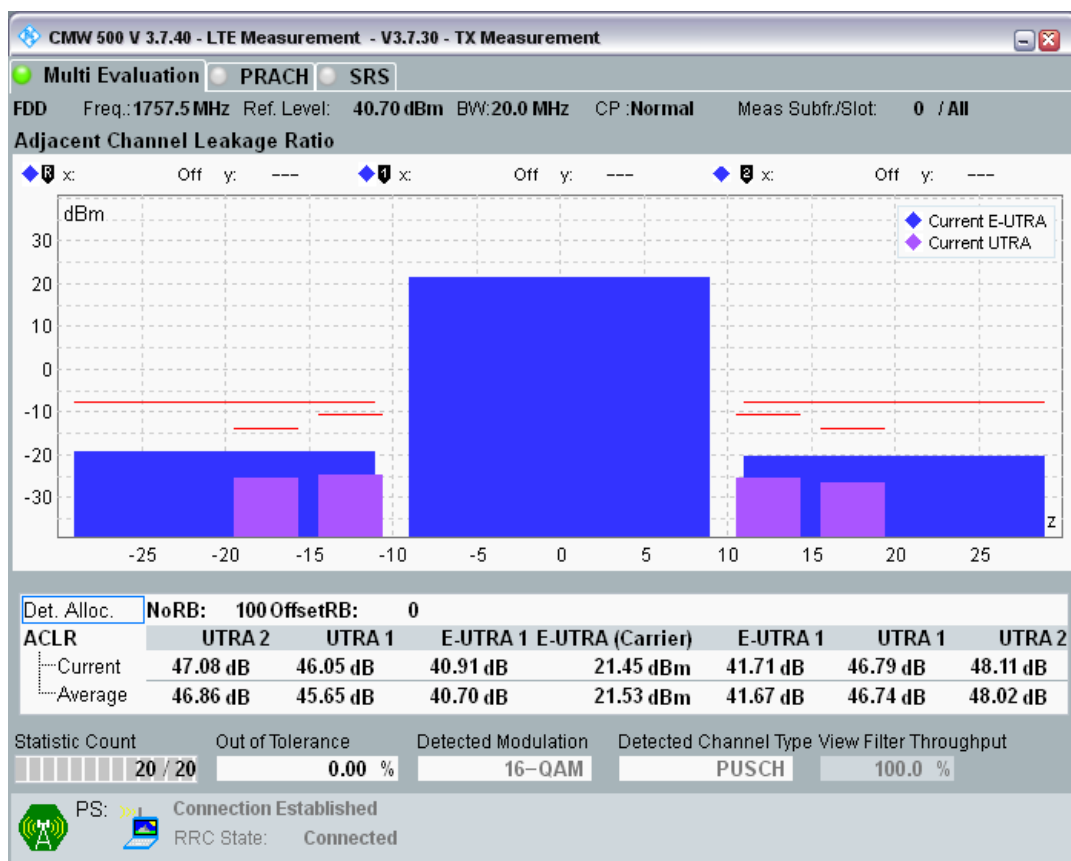 CMW 500 V 3.7.40 - LTE Measurement - V3.7.30 - TX Measurement
Multi Evaluation PRACH SRS
FDD Freq.: 1757.5 MHz Ref. Level: 40.70 dBm BW: 20.0 MHz CP : Normal Meas Subfr./Slot: 0 / All
Adjacent Channel Leakage Ratio
R x: Off y: --- 1 x: Off y: --- 2 x: Off y: ---
dBm
Current E-UTRA
Current UTRA
30
20
10
0
-10
-20
-30
z
-25 -20 -15 -10 -5 0 5 10 15 20 25
Det. Alloc. NoRB: 100 OffsetRB: 0
ACLR UTRA 2 UTRA 1 E-UTRA 1 E-UTRA (Carrier) E-UTRA 1 UTRA 1 UTRA 2
Current 47.08 dB 46.05 dB 40.91 dB 21.45 dBm 41.71 dB 46.79 dB 48.11 dB
Average 46.86 dB 45.65 dB 40.70 dB 21.53 dBm 41.67 dB 46.74 dB 48.02 dB
Statistic Count Out of Tolerance Detected Modulation Detected Channel Type View Filter Throughput
20 / 20 0.00 % 16-QAM PUSCH 100.0 %
PS: Connection Established
RRC State: Connected